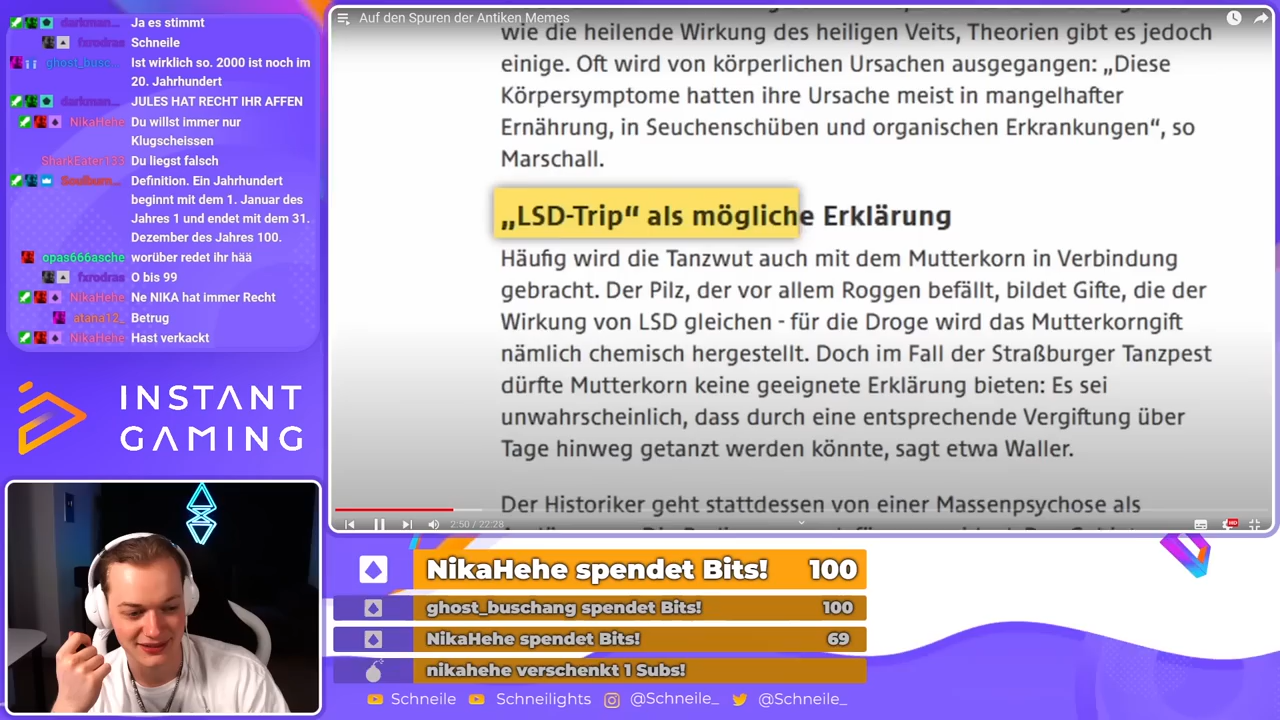 darkman... Ja es stimmt
fxrodras Schneile
ghost_busc... Ist wirklich so. 2000 ist noch im
20. Jahrhundert
darkman... JULES HAT RECHT IHR AFFEN
NikaHehe Du willst immer nur
Klugscheissen
SharkEater133 Du liegst falsch
Soulburn... Definition. Ein Jahrhundert
beginnt mit dem 1. Januar des
Jahres 1 und endet mit dem 31.
Dezember des Jahres 100.
opas666asche worüber redet ihr hää
fxrodras O bis 99
NikaHehe Ne NIKA hat immer Recht
atana12_ Betrug
NikaHehe Hast verkackt
INSTANT
GAMING
Auf den Spuren der Antiken Memes
wie die heilende Wirkung des heiligen Veits, Theorien gibt es jedoch
einige. Oft wird von körperlichen Ursachen ausgegangen: „Diese
Körpersymptome hatten ihre Ursache meist in mangelhafter
Ernährung, in Seuchenschüben und organischen Erkrankungen“, so
Marschall.
„LSD-Trip“ als mögliche Erklärung
Häufig wird die Tanzwut auch mit dem Mutterkorn in Verbindung
gebracht. Der Pilz, der vor allem Roggen befällt, bildet Gifte, die der
Wirkung von LSD gleichen - für die Droge wird das Mutterkorngift
nämlich chemisch hergestellt. Doch im Fall der Straßburger Tanzpest
dürfte Mutterkorn keine geeignete Erklärung bieten: Es sei
unwahrscheinlich, dass durch eine entsprechende Vergiftung über
Tage hinweg getanzt werden könnte, sagt etwa Waller.
Der Historiker geht stattdessen von einer Massenpsychose als
2:50 / 22:28
HD
NikaHehe spendet Bits! 100
ghost_buschang spendet Bits! 100
NikaHehe spendet Bits! 69
nikahehe verschenkt 1 Subs!
Schneile Schneilights @Schneile_ @Schneile_